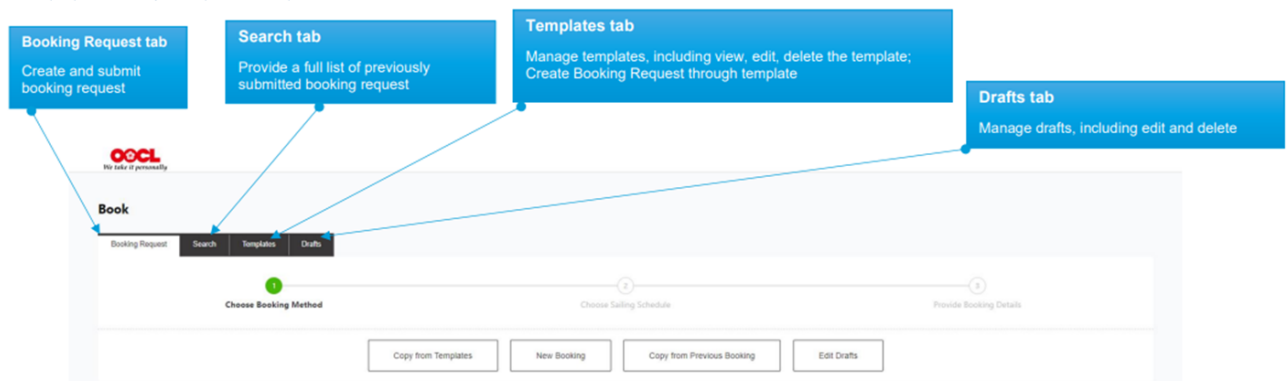 Booking Request tab
Create and submit
booking request
Search tab
Provide a full list of previously
submitted booking request
Templates tab
Manage templates, including view, edit, delete the template;
Create Booking Request through template
Drafts tab
Manage drafts, including edit and delete
OOCL
We take it personally
Book
Booking Request Search Templates Drafts
1 2 3
Choose Booking Method Choose Sailing Schedule Provide Booking Details
Copy from Templates New Booking Copy from Previous Booking Edit Drafts